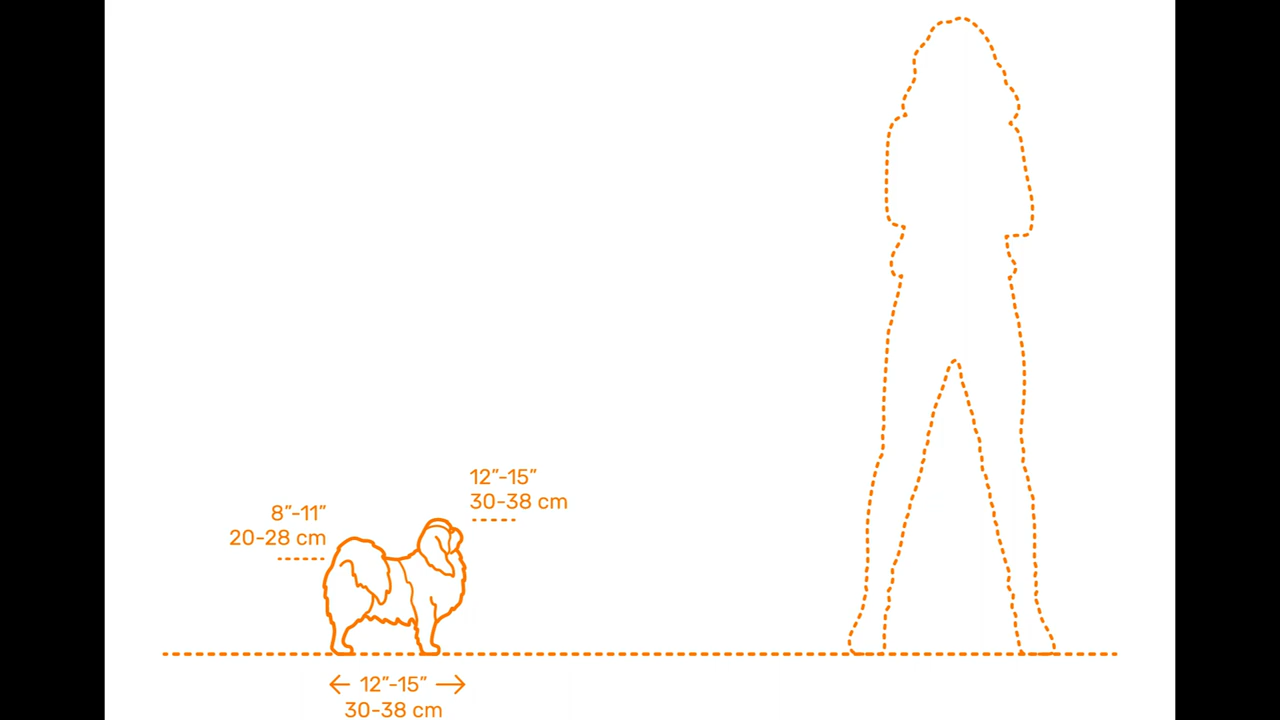 12”-15”
30-38 cm
8”-11”
20-28 cm
12”-15”
30-38 cm